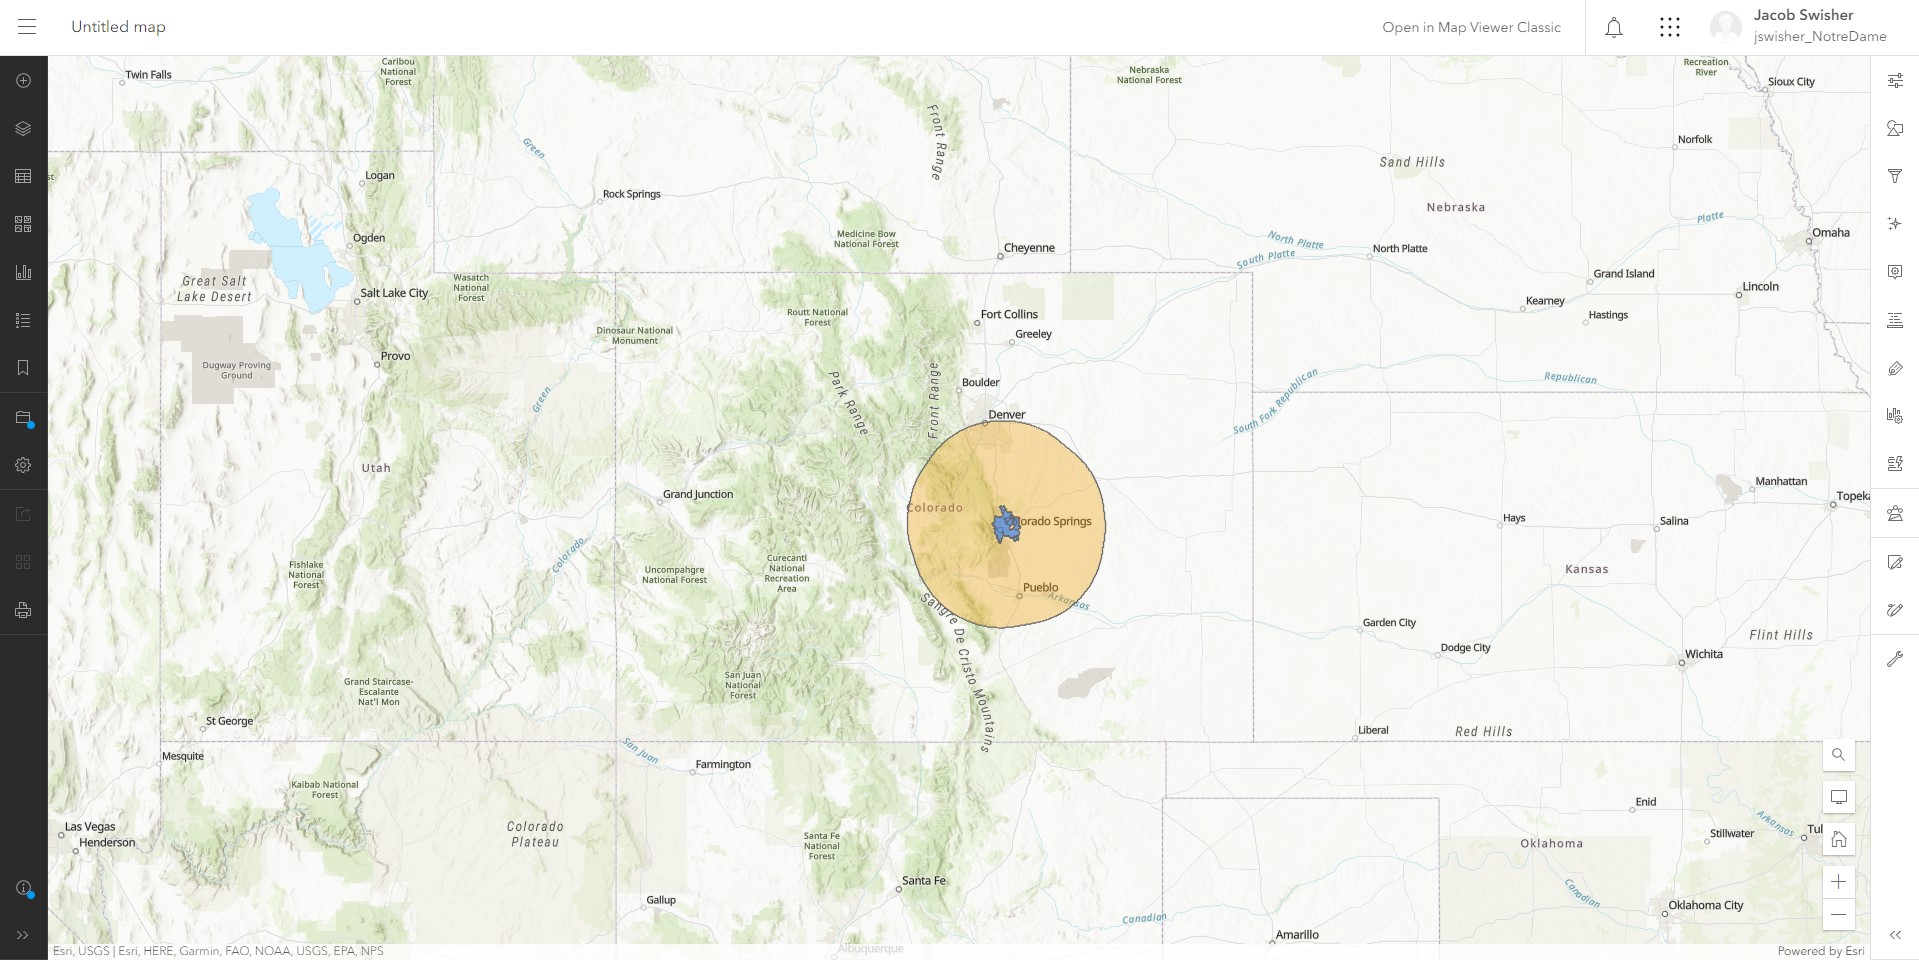 Untitled map
Open in Map Viewer Classic
Jacob Swisher
jswisher_NotreDame
Twin Falls
Caribou
National
Forest
Nebraska
National Forest
Recreation
River
Sioux City
Front Range
Green
Norfolk
Sand Hills
Logan
Rock Springs
Nebraska
Platte
Ogden
Medicine Bow
National Forest
Cheyenne
North Platte
South Platte
North Platte
Omaha
Great Salt
Lake Desert
Wasatch
National
Forest
Salt Lake City
Grand Island
Lincoln
Kearney
Hastings
Routt National
Forest
Fort Collins
Greeley
Dinosaur National
Monument
Provo
Dugway Proving
Ground
Park Range
Front Range
Boulder
Denver
Green
South Fork Republican
Republican
Utah
Grand Junction
Colorado
orado Springs
Hays
Salina
Manhattan
Topeka
Colorado
Fishlake
National
Forest
Uncompahgre
National Forest
Curecanti
National
Recreation
Area
Pueblo
Arkansas
Kansas
Sangre De Cristo Mountains
Garden City
Dodge City
Flint Hills
Wichita
Grand Staircase-
Escalante
Nat'l Mon
San Juan
National
Forest
St George
Liberal
Red Hills
Mesquite
San Juan
Farmington
Kaibab National
Forest
Las Vegas
Henderson
Colorado
Plateau
Santa Fe
National
Forest
Enid
Stillwater
Arkansas
Tul
Oklahoma
Santa Fe
Gallup
Canadian
Canadian
Oklahoma City
Amarillo
Albuquerque
Esri, USGS | Esri, HERE, Garmin, FAO, NOAA, USGS, EPA, NPS
Powered by Esri